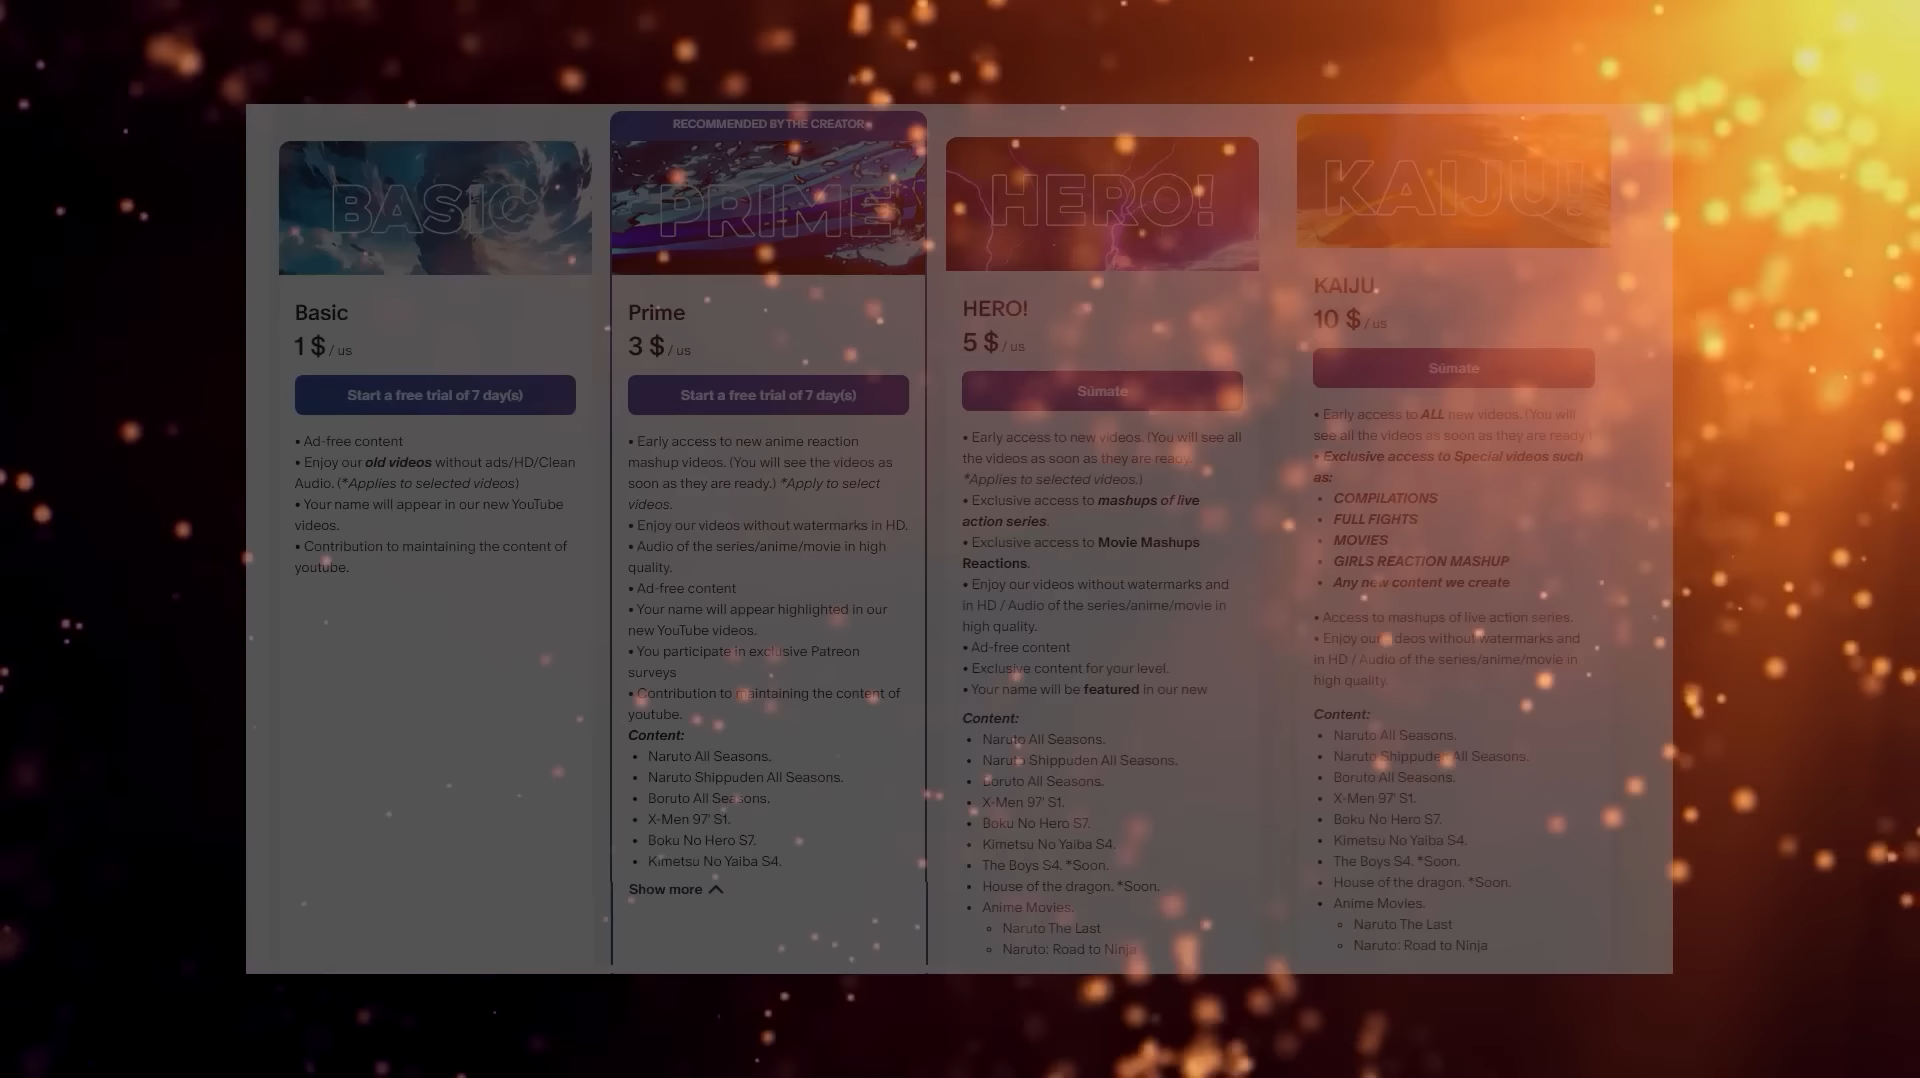 BASIC
Basic
1 $ / us
Start a free trial of 7 day(s)
• Ad-free content
• Enjoy our old videos without ads/HD/Clean
Audio. (*Applies to selected videos)
• Your name will appear in our new YouTube
videos.
• Contribution to maintaining the content of
youtube.
RECOMMENDED BY THE CREATOR
PRIME
Prime
3 $ / us
Start a free trial of 7 day(s)
• Early access to new anime reaction
mashup videos. (You will see the videos as
soon as they are ready.) *Apply to select
videos.
• Enjoy our videos without watermarks in HD.
• Audio of the series/anime/movie in high
quality.
• Ad-free content
• Your name will appear highlighted in our
new YouTube videos.
• You participate in exclusive Patreon
surveys
• Contribution to maintaining the content of
youtube.
Content:
• Naruto All Seasons.
• Naruto Shippuden All Seasons.
• Boruto All Seasons.
• X-Men 97' S1.
• Boku No Hero S7.
• Kimetsu No Yaiba S4.
Show more
HERO!
HERO!
5 $ / us
Súmate
• Early access to new videos. (You will see all
the videos as soon as they are ready.
*Applies to selected videos.)
• Exclusive access to mashups of live
action series.
• Exclusive access to Movie Mashups
Reactions.
• Enjoy our videos without watermarks and
in HD / Audio of the series/anime/movie in
high quality.
• Ad-free content
• Exclusive content for your level.
• Your name will be featured in our new
Content:
• Naruto All Seasons.
• Naruto Shippuden All Seasons.
• Boruto All Seasons.
• X-Men 97' S1.
• Boku No Hero S7.
• Kimetsu No Yaiba S4.
• The Boys S4. *Soon.
• House of the dragon. *Soon.
• Anime Movies.
◦ Naruto The Last
◦ Naruto: Road to Ninja
KAIJU!
KAIJU.
10 $ / us
Súmate
• Early access to ALL new videos. (You will
see all the videos as soon as they are ready.)
• Exclusive access to Special videos such
as:
• COMPILATIONS
• FULL FIGHTS
• MOVIES
• GIRLS REACTION MASHUP
• Any new content we create
• Access to mashups of live action series.
• Enjoy our videos without watermarks and
in HD / Audio of the series/anime/movie in
high quality.
Content:
• Naruto All Seasons.
• Naruto Shippuden All Seasons.
• Boruto All Seasons.
• X-Men 97' S1.
• Boku No Hero S7.
• Kimetsu No Yaiba S4.
• The Boys S4. *Soon.
• House of the dragon. *Soon.
• Anime Movies.
◦ Naruto The Last
◦ Naruto: Road to Ninja